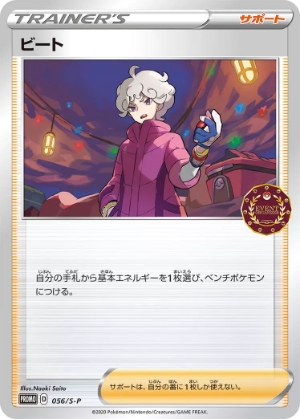 TRAINER'S
サポート
ビート
EVENT
自分の手札から基本エネルギーを1枚選び、ベンチポケモン
につける。
Illus.Naoki Saito
PROMO D 056/S-P
サポートは、自分の番に1枚しか使えない。
©2020 Pokémon/Nintendo/Creatures/GAME FREAK.